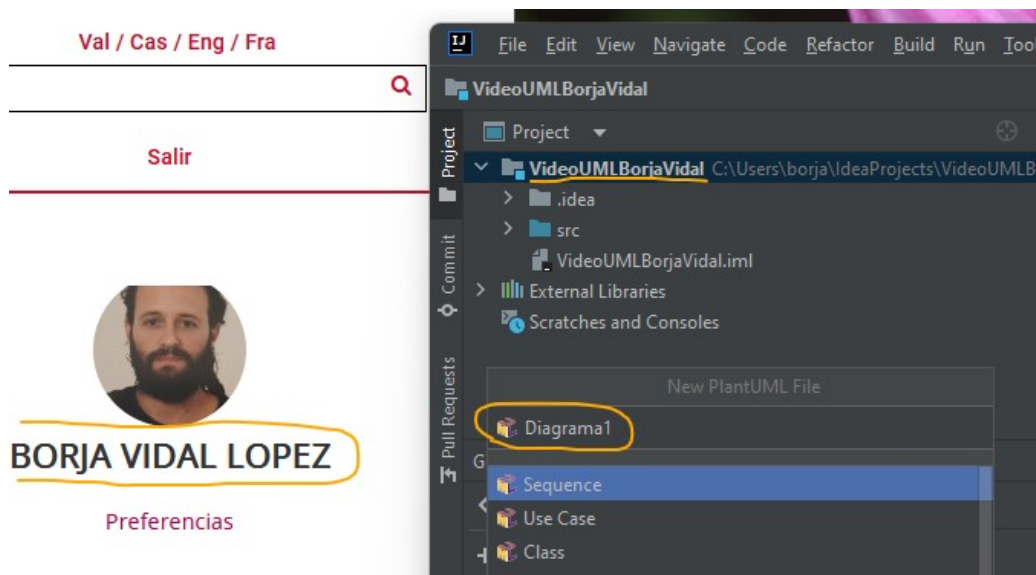 Val / Cas / Eng / Fra
Salir
BORJA VIDAL LOPEZ
Preferencias
File Edit View Navigate Code Refactor Build Run
VideoUMLBorjaVidal
Project
VideoUMLBorjaVidal C:\Users\borja\IdeaProjects\VideoUMLB
.idea
src
VideoUMLBorjaVidal.iml
External Libraries
Scratches and Consoles
New PlantUML File
Diagrama1
Sequence
Use Case
Class
Project
Commit
Pull Requests